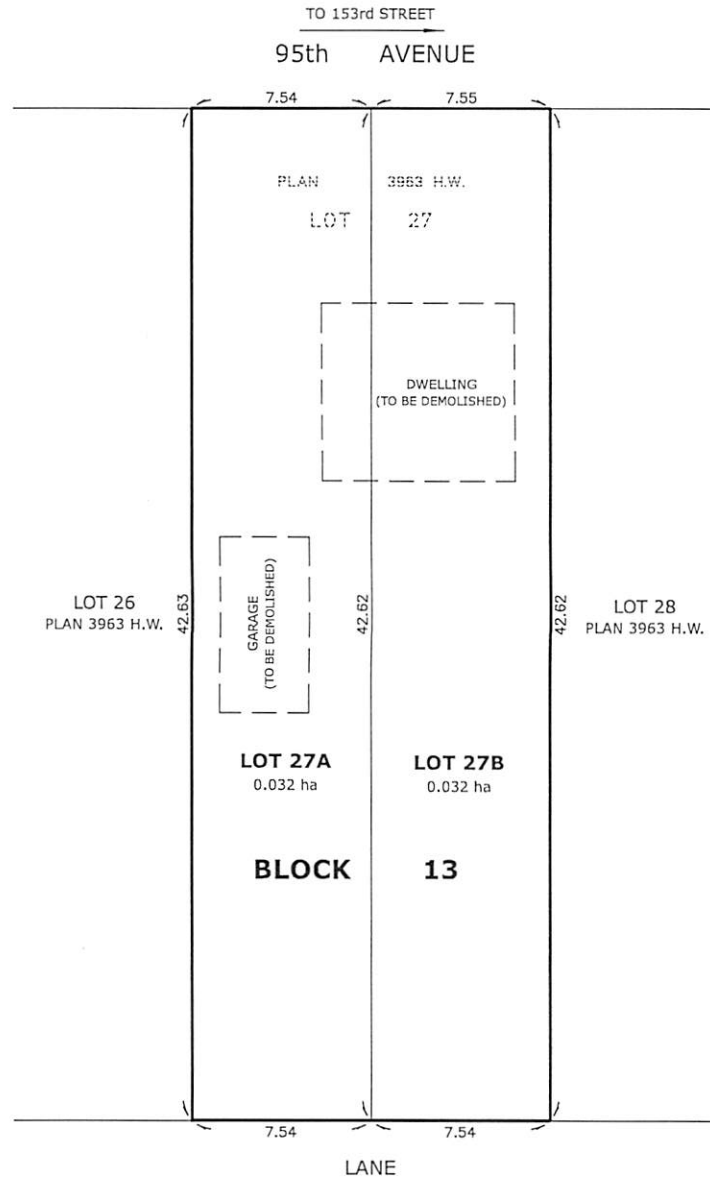 TO 153rd STREET
95th AVENUE
7.54 7.55
PLAN 3963 H.W.
LOT 27
DWELLING
(TO BE DEMOLISHED)
GARAGE
(TO BE DEMOLISHED)
LOT 26
PLAN 3963 H.W.
42.63
42.62
42.62
LOT 28
PLAN 3963 H.W.
LOT 27A
0.032 ha
LOT 27B
0.032 ha
BLOCK 13
7.54 7.54
LANE